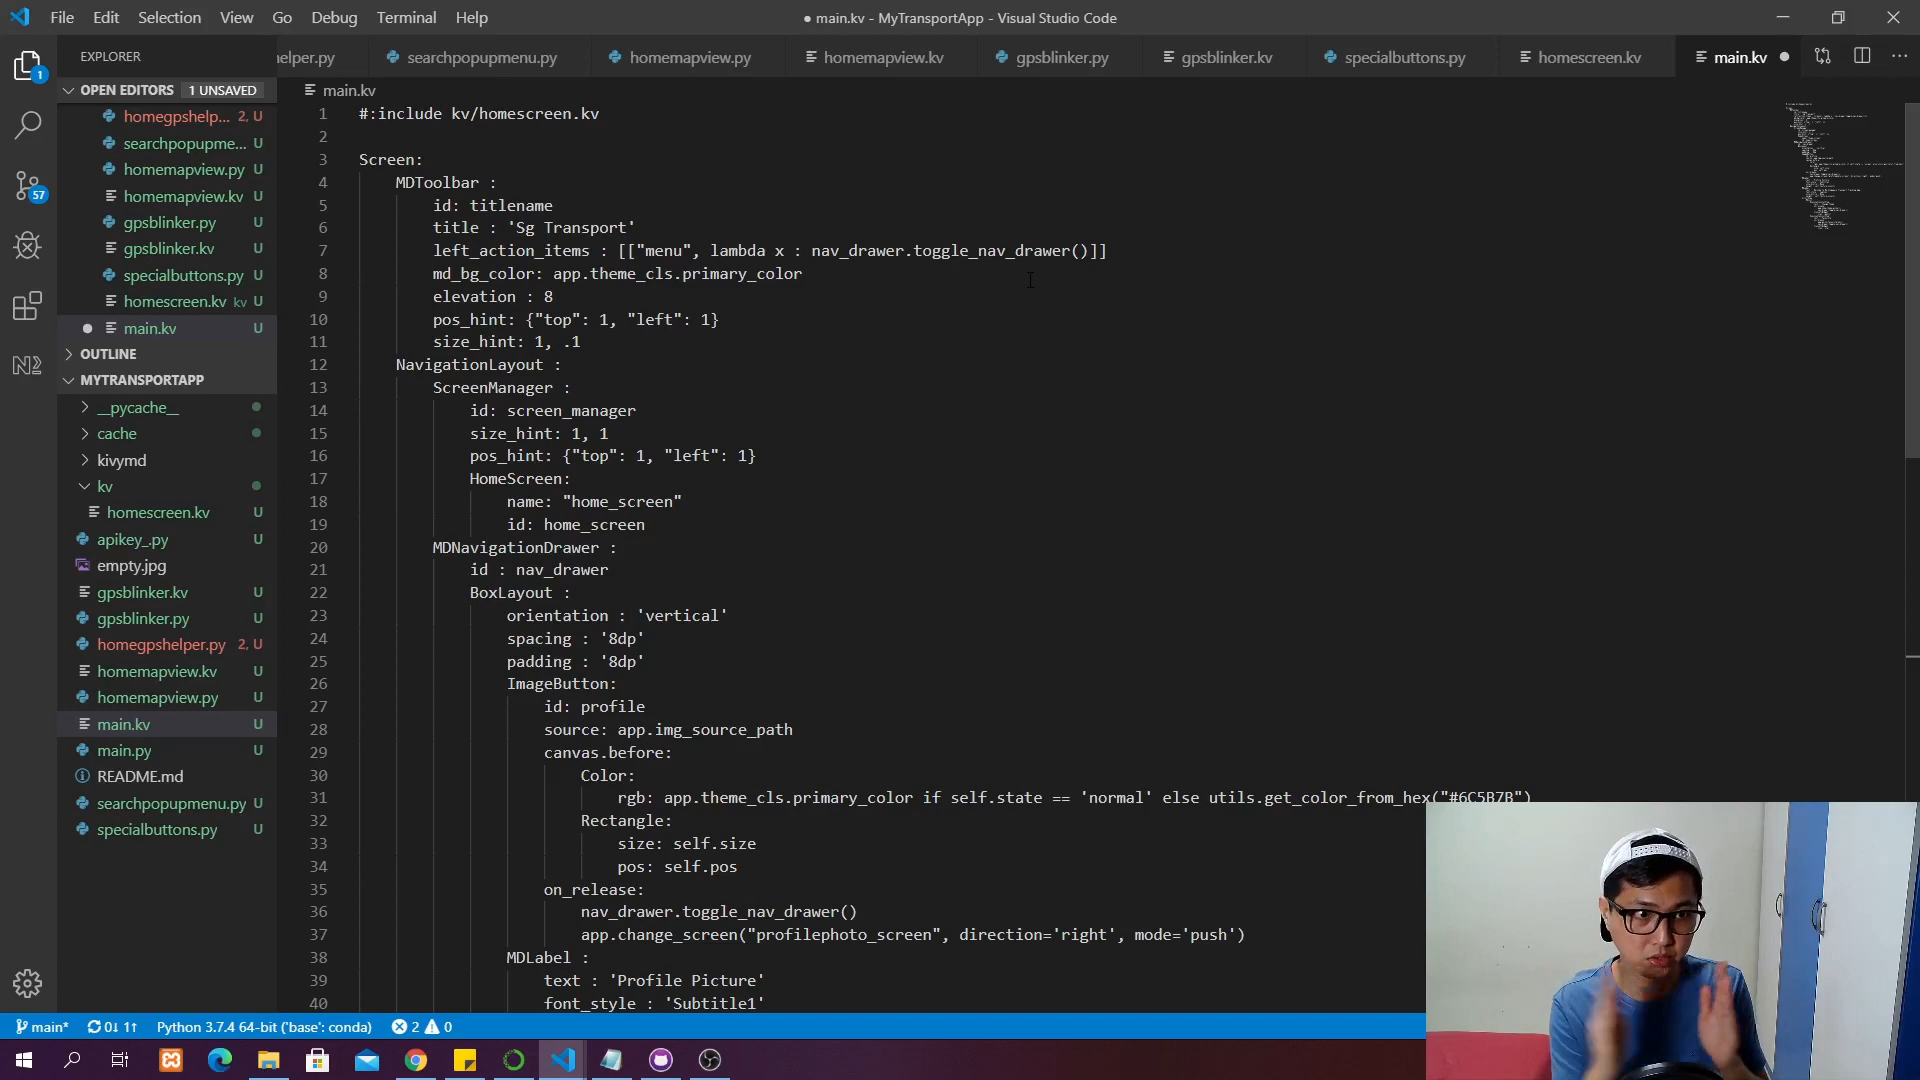 File Edit Selection View Go Debug Terminal Help
● main.kv - MyTransportApp - Visual Studio Code
EXPLORER
elper.py searchpopupmenu.py homemapview.py homemapview.kv gpsblinker.py gpsblinker.kv specialbuttons.py homescreen.kv main.kv
OPEN EDITORS 1 UNSAVED
homegpshelp... 2, U
searchpopupme... U
homemapview.py U
homemapview.kv U
gpsblinker.py U
gpsblinker.kv U
specialbuttons.py U
homescreen.kv kv U
main.kv U
OUTLINE
MYTRANSPORTAPP
__pycache__
cache
kivymd
kv
homescreen.kv U
apikey_.py U
empty.jpg
gpsblinker.kv U
gpsblinker.py U
homegpshelper.py 2, U
homemapview.kv U
homemapview.py U
main.kv U
main.py U
README.md
searchpopupmenu.py U
specialbuttons.py U
1
57
main.kv
1 #:include kv/homescreen.kv
2
3 Screen:
4 MDToolbar :
5 id: titlename
6 title : 'Sg Transport'
7 left_action_items : [["menu", lambda x : nav_drawer.toggle_nav_drawer()]]
8 md_bg_color: app.theme_cls.primary_color
9 elevation : 8
10 pos_hint: {"top": 1, "left": 1}
11 size_hint: 1, .1
12 NavigationLayout :
13 ScreenManager :
14 id: screen_manager
15 size_hint: 1, 1
16 pos_hint: {"top": 1, "left": 1}
17 HomeScreen:
18 name: "home_screen"
19 id: home_screen
20 MDNavigationDrawer :
21 id : nav_drawer
22 BoxLayout :
23 orientation : 'vertical'
24 spacing : '8dp'
25 padding : '8dp'
26 ImageButton:
27 id: profile
28 source: app.img_source_path
29 canvas.before:
30 Color:
31 rgb: app.theme_cls.primary_color if self.state == 'normal' else utils.get_color_from_hex("#6C5B7B")
32 Rectangle:
33 size: self.size
34 pos: self.pos
35 on_release:
36 nav_drawer.toggle_nav_drawer()
37 app.change_screen("profilephoto_screen", direction='right', mode='push')
38 MDLabel :
39 text : 'Profile Picture'
40 font_style : 'Subtitle1'
main* 0↓ 1↑ Python 3.7.4 64-bit ('base': conda) 2 0